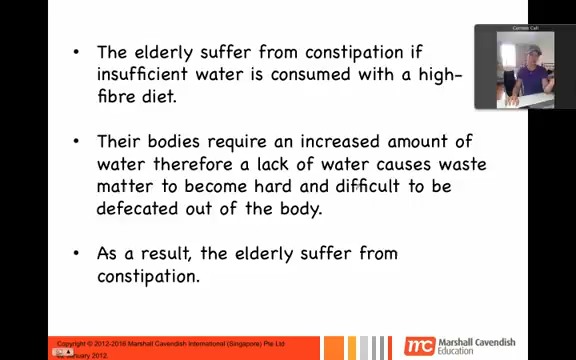 • The elderly suffer from constipation if
insufficient water is consumed with a high-
fibre diet.
• Their bodies require an increased amount of
water therefore a lack of water causes waste
matter to become hard and difficult to be
defecated out of the body.
• As a result, the elderly suffer from
constipation.
Copyright © 2012-2016 Marshall Cavendish International (Singapore) Pte Ltd
January 2012.
mc Marshall Cavendish
Education